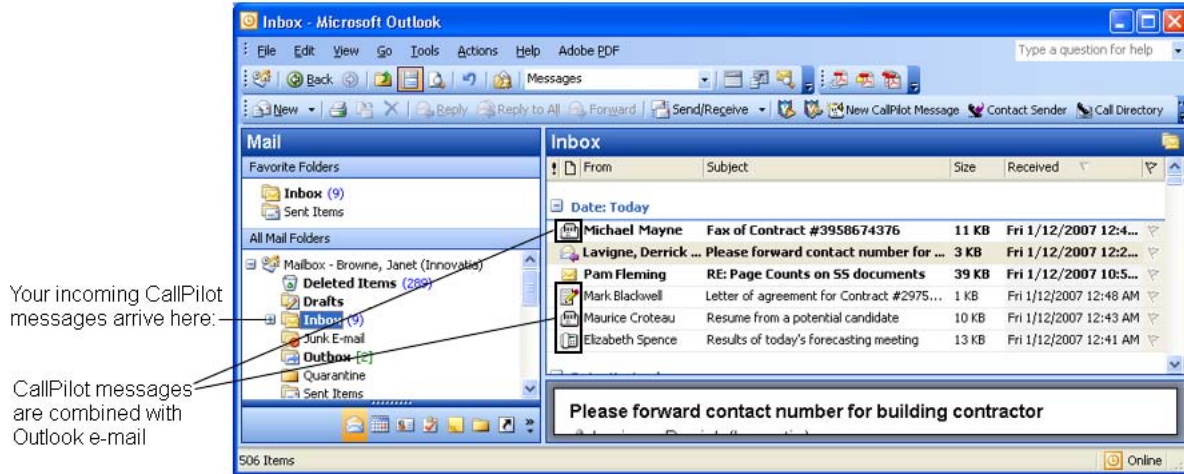 Inbox - Microsoft Outlook
File Edit View Go Tools Actions Help Adobe PDF Type a question for help
Back Messages
New Reply Reply to All Forward Send/Receive New CallPilot Message Contact Sender Call Directory
Mail
Favorite Folders
Inbox (9)
Sent Items
All Mail Folders
Mailbox - Browne, Janet (Innovatia)
Deleted Items (289)
Drafts
Inbox (9)
Junk E-mail
Outbox [2]
Quarantine
Sent Items
Your incoming CallPilot
messages arrive here:
CallPilot messages
are combined with
Outlook e-mail
Inbox
! From Subject Size Received
Date: Today
Michael Mayne Fax of Contract #3958674376 11 KB Fri 1/12/2007 12:4...
Lavigne, Derrick ... Please forward contact number for ... 3 KB Fri 1/12/2007 12:2...
Pam Fleming RE: Page Counts on 55 documents 39 KB Fri 1/12/2007 10:5...
Mark Blackwell Letter of agreement for Contract #2975... 1 KB Fri 1/12/2007 12:48 AM
Maurice Croteau Resume from a potential candidate 10 KB Fri 1/12/2007 12:43 AM
Elizabeth Spence Results of today's forecasting meeting 13 KB Fri 1/12/2007 12:41 AM
Please forward contact number for building contractor
506 Items Online